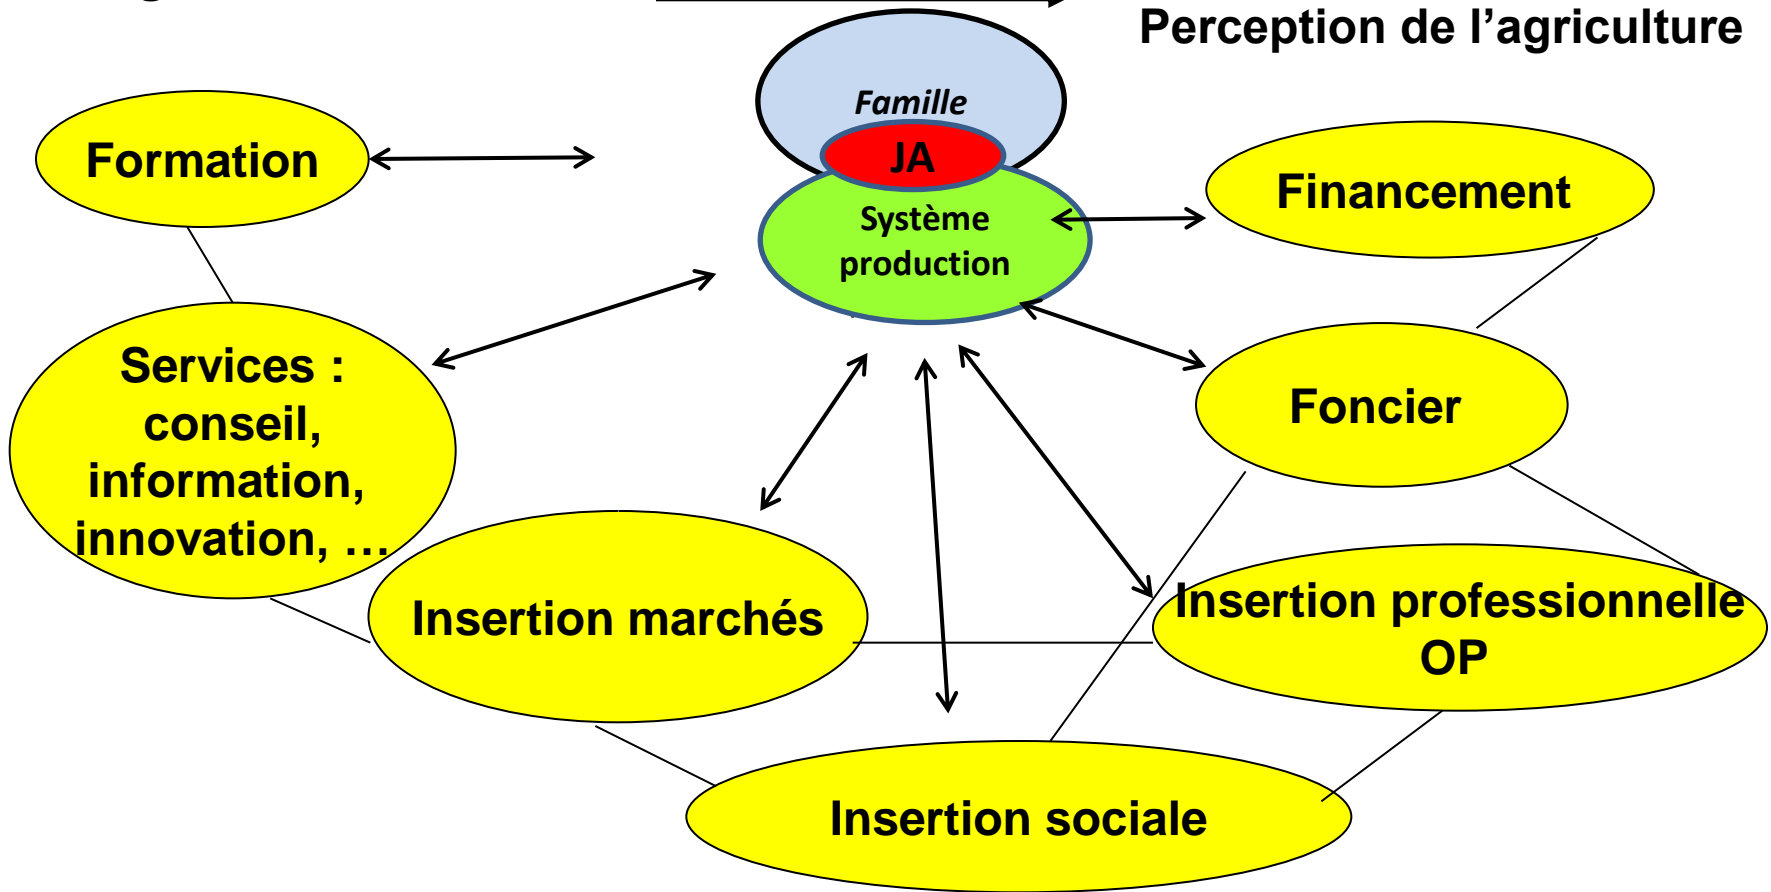 Perception de l’agriculture
Famille
JA
Formation
Financement
Système
production
Services :
conseil,
information,
innovation, …
Foncier
Insertion marchés
Insertion professionnelle
OP
Insertion sociale